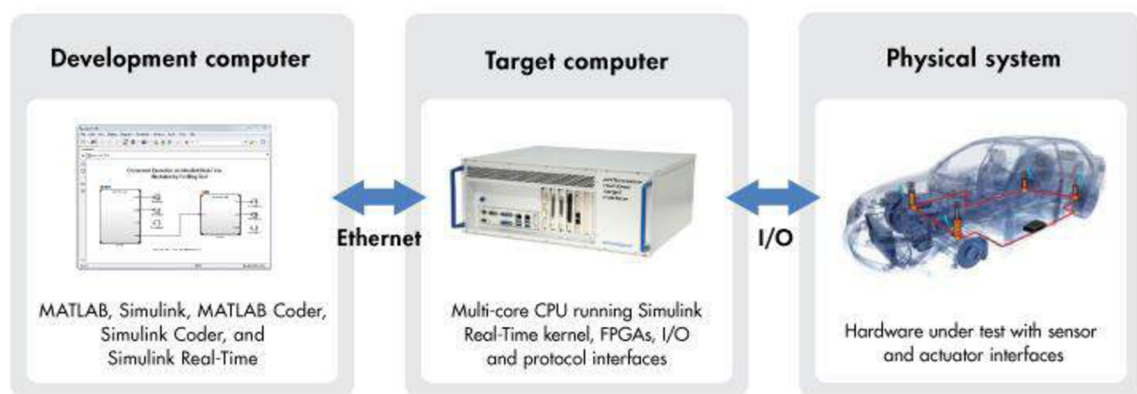 Development computer
MATLAB, Simulink, MATLAB Coder,
Simulink Coder, and
Simulink Real-Time
Ethernet
Target computer
Multi-core CPU running Simulink
Real-Time kernel, FPGAs, I/O
and protocol interfaces
I/O
Physical system
Hardware under test with sensor
and actuator interfaces